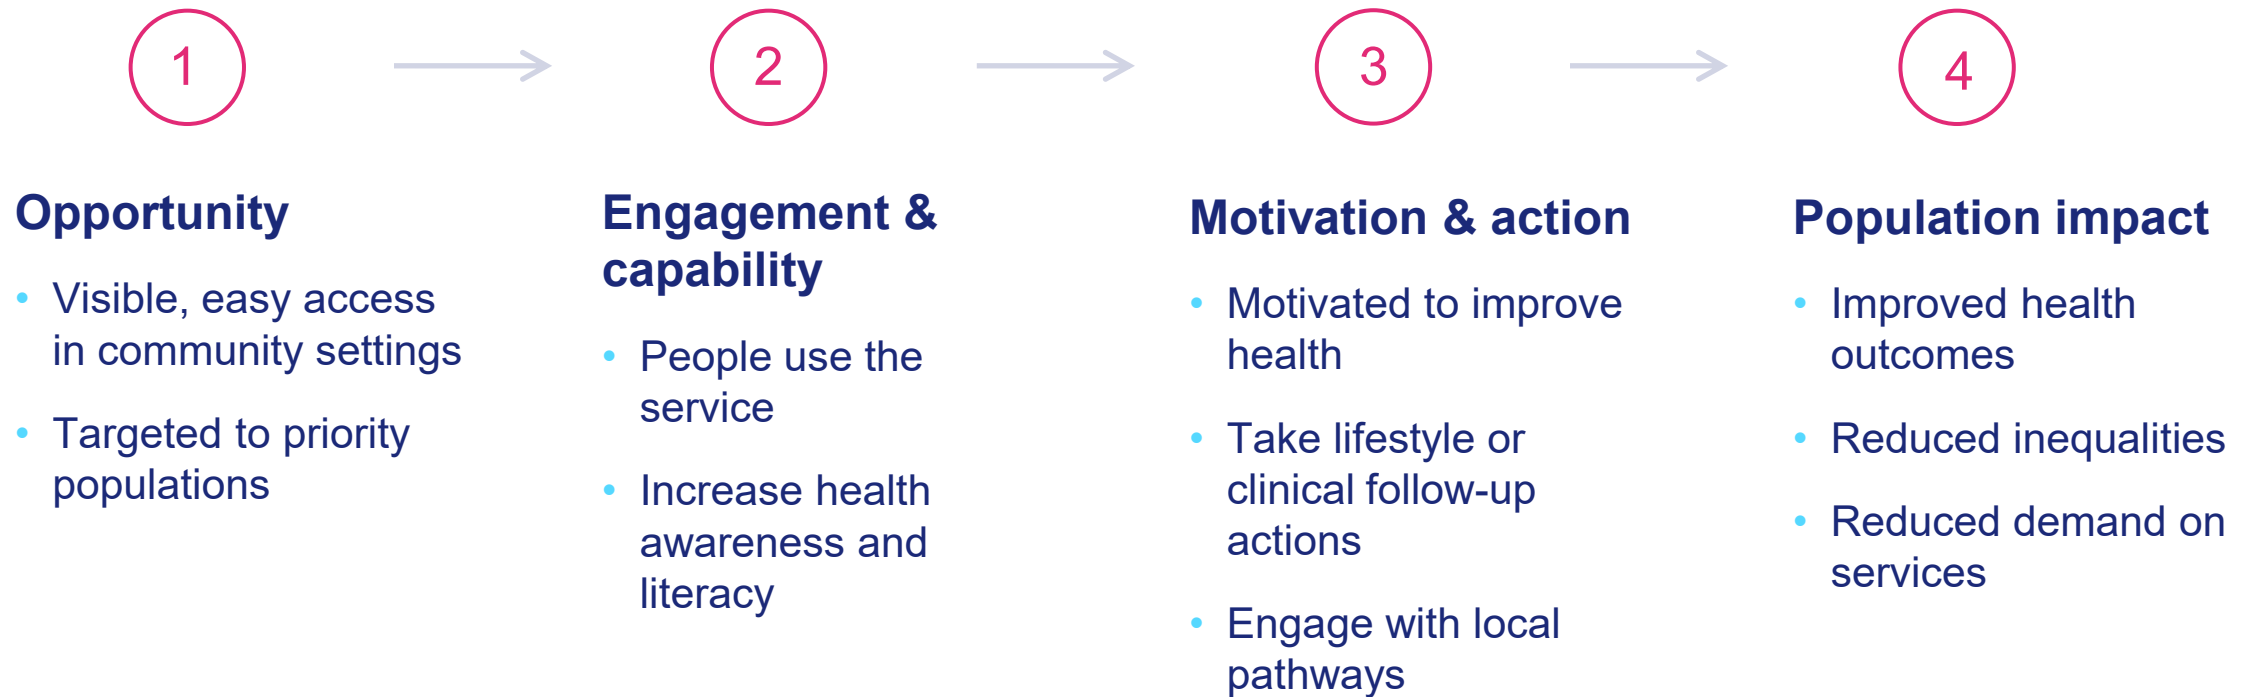 1
Opportunity
• Visible, easy access
in community settings
• Targeted to priority
populations
2
Engagement &
capability
• People use the
service
• Increase health
awareness and
literacy
3
Motivation & action
• Motivated to improve
health
• Take lifestyle or
clinical follow-up
actions
• Engage with local
pathways
4
Population impact
• Improved health
outcomes
• Reduced inequalities
• Reduced demand on
services